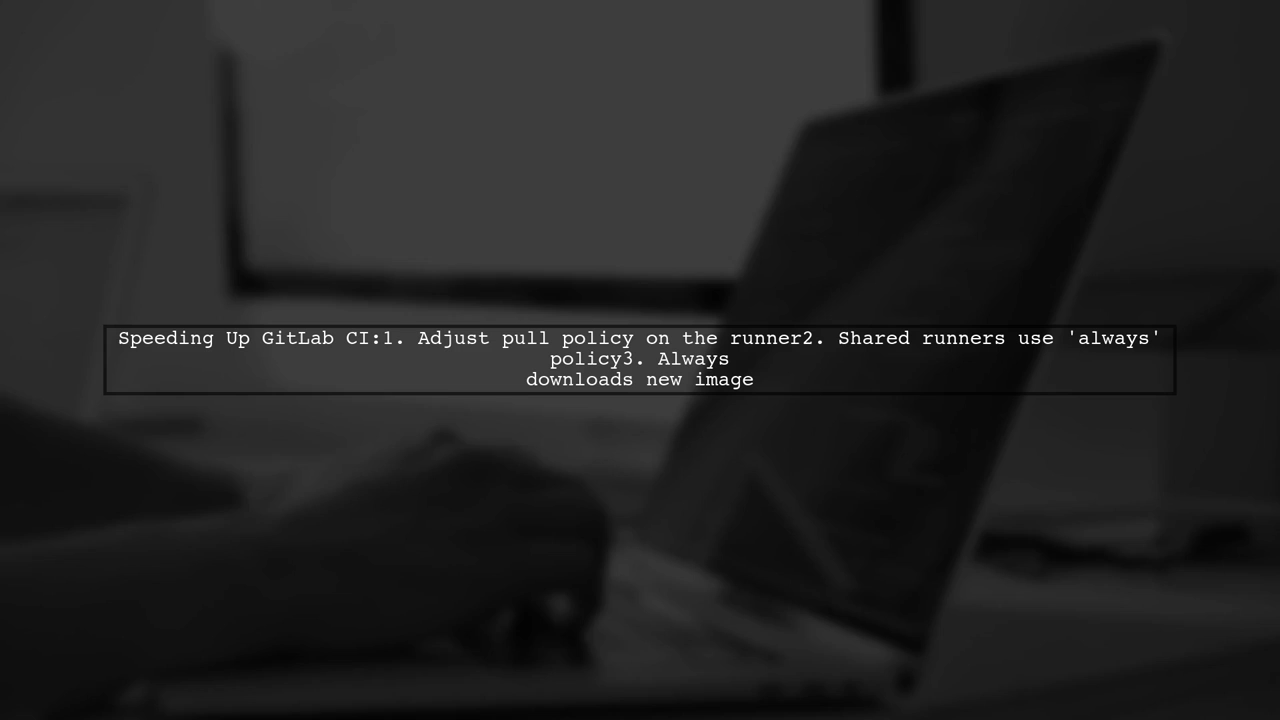 Speeding Up GitLab CI:1. Adjust pull policy on the runner2. Shared runners use 'always'
policy3. Always
downloads new image